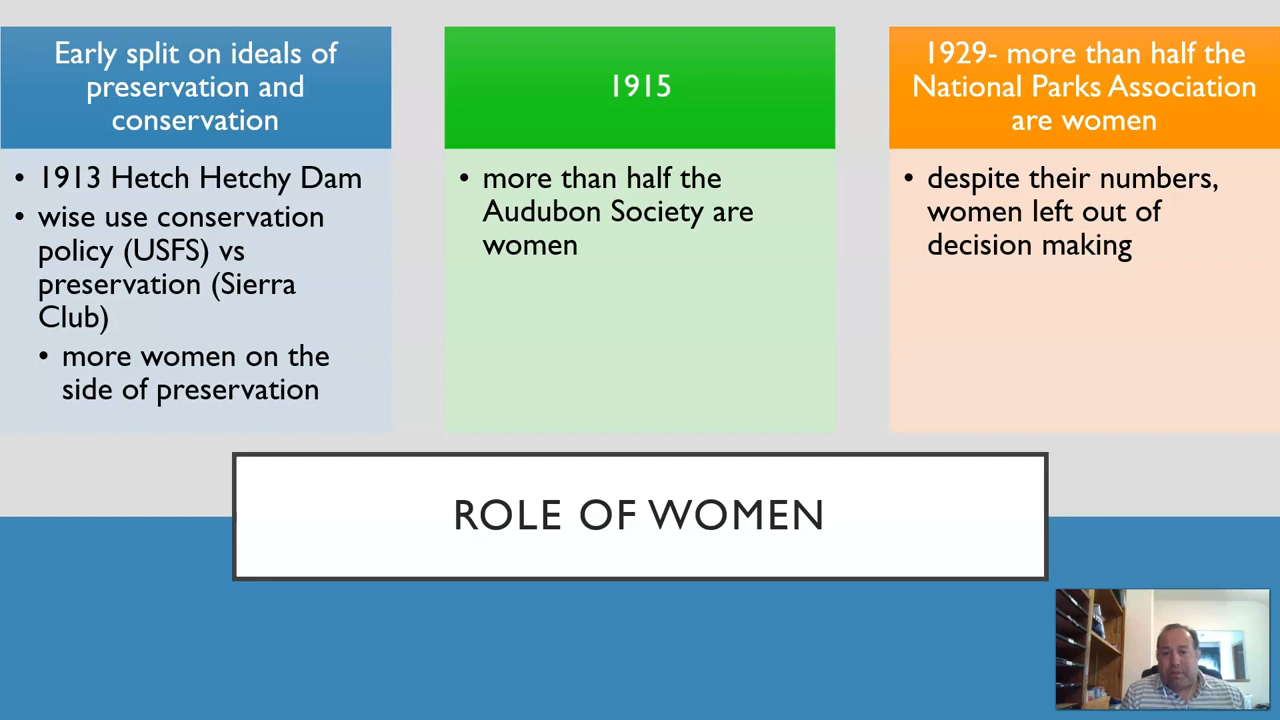 Early split on ideals of
preservation and
conservation
• 1913 Hetch Hetchy Dam
• wise use conservation
policy (USFS) vs
preservation (Sierra
Club)
• more women on the
side of preservation
1915
• more than half the
Audubon Society are
women
1929- more than half the
National Parks Association
are women
• despite their numbers,
women left out of
decision making
ROLE OF WOMEN